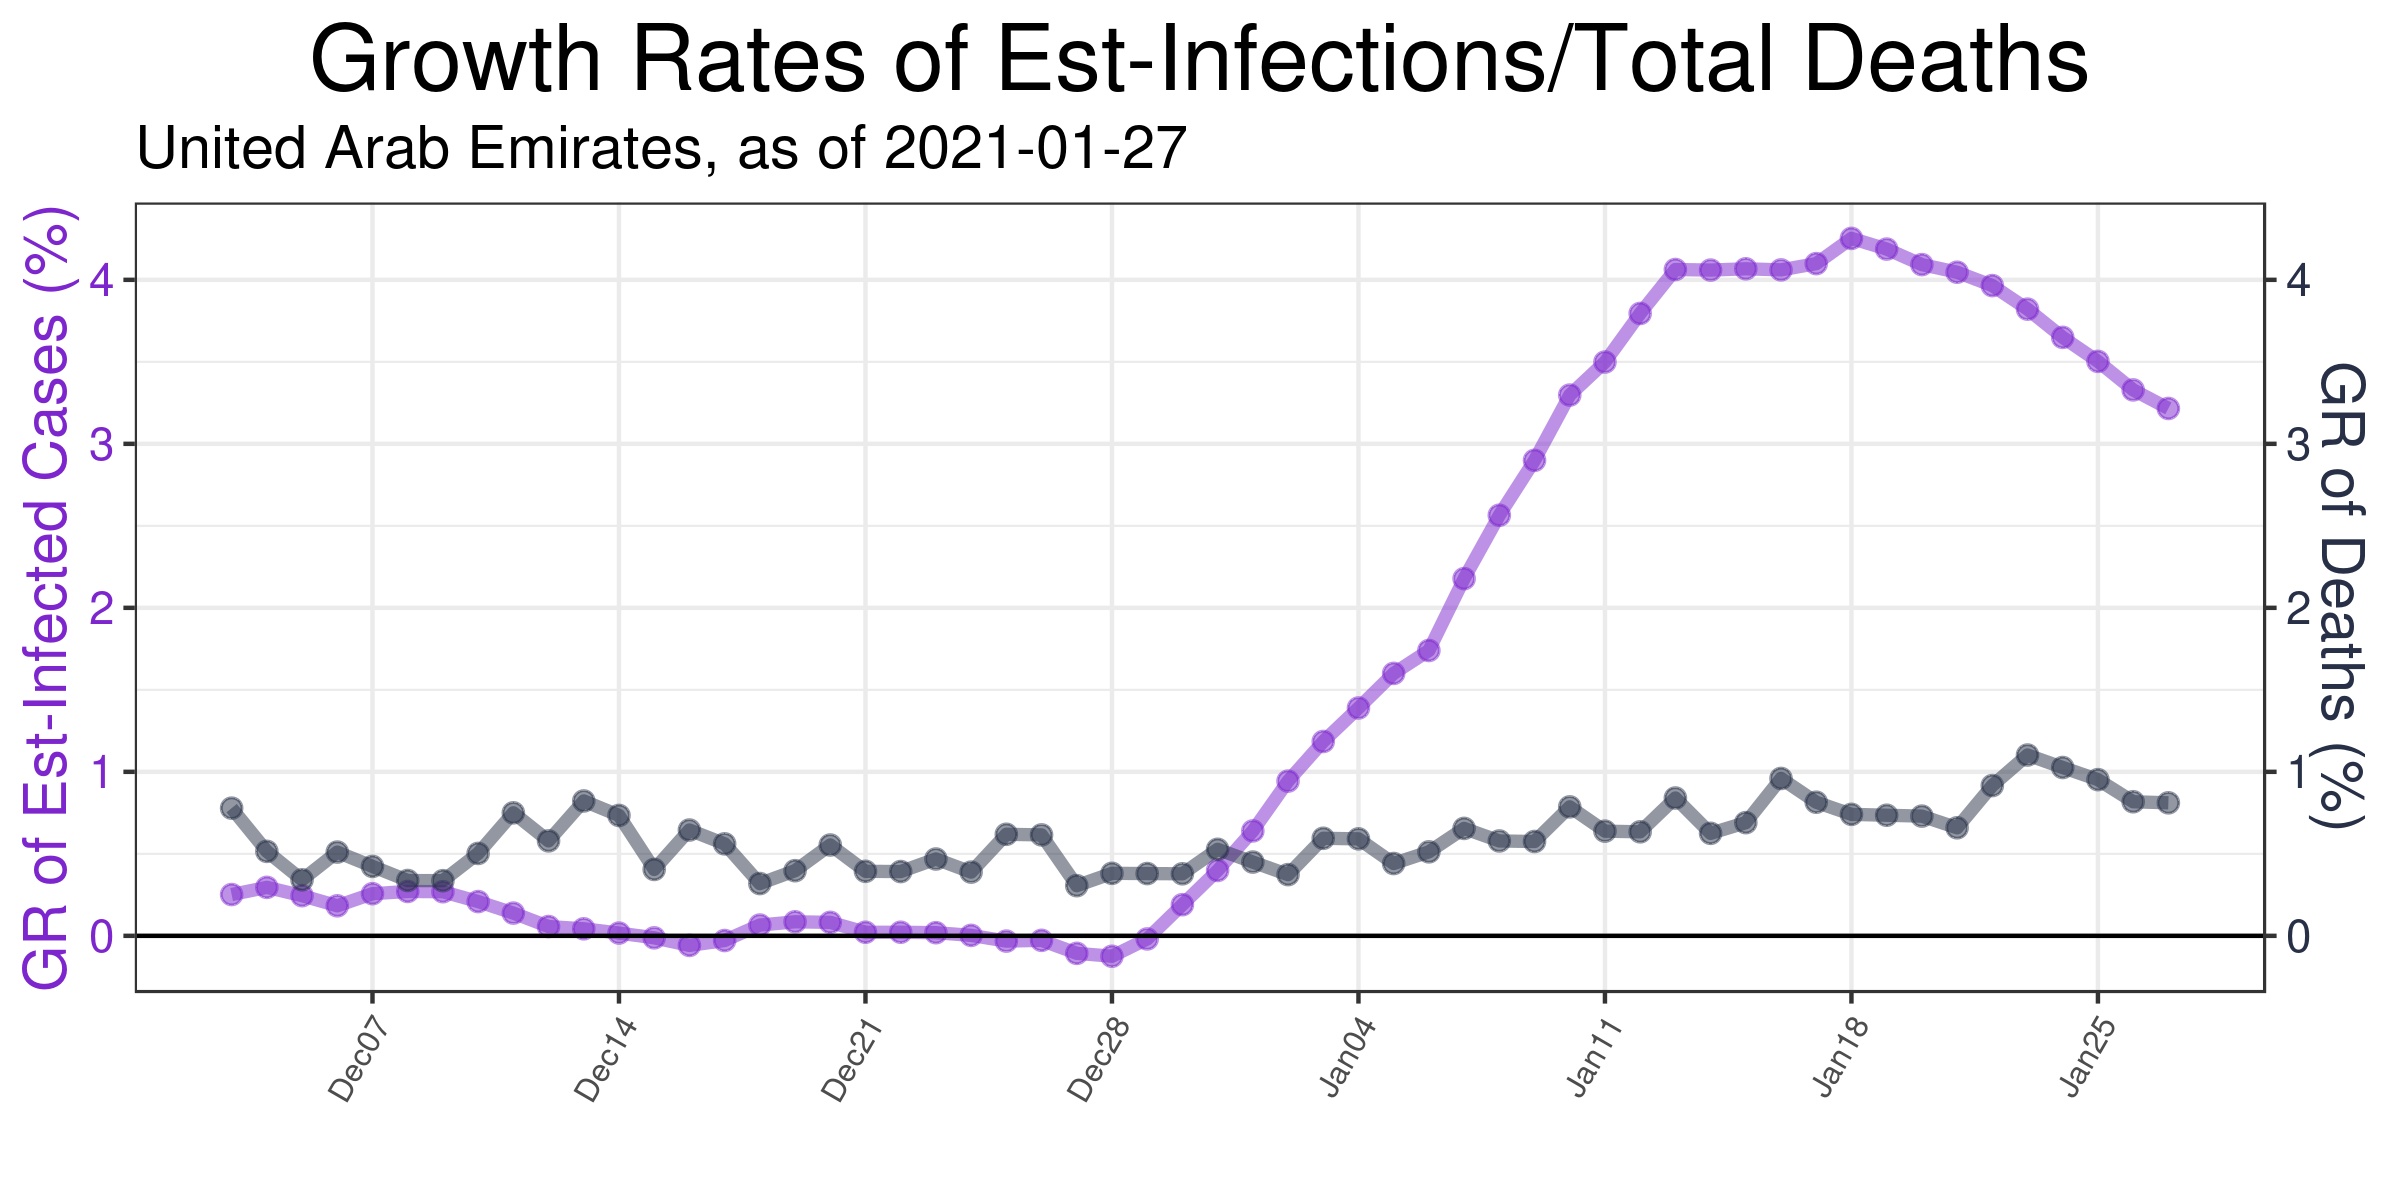 Growth Rates of Est-Infections/Total Deaths
United Arab Emirates, as of 2021-01-27
GR of Est-Infected Cases (%)
4
3
2
1
0
4
3
2
1
0
GR of Deaths (%)
Dec07
Dec14
Dec21
Dec28
Jan04
Jan11
Jan18
Jan25